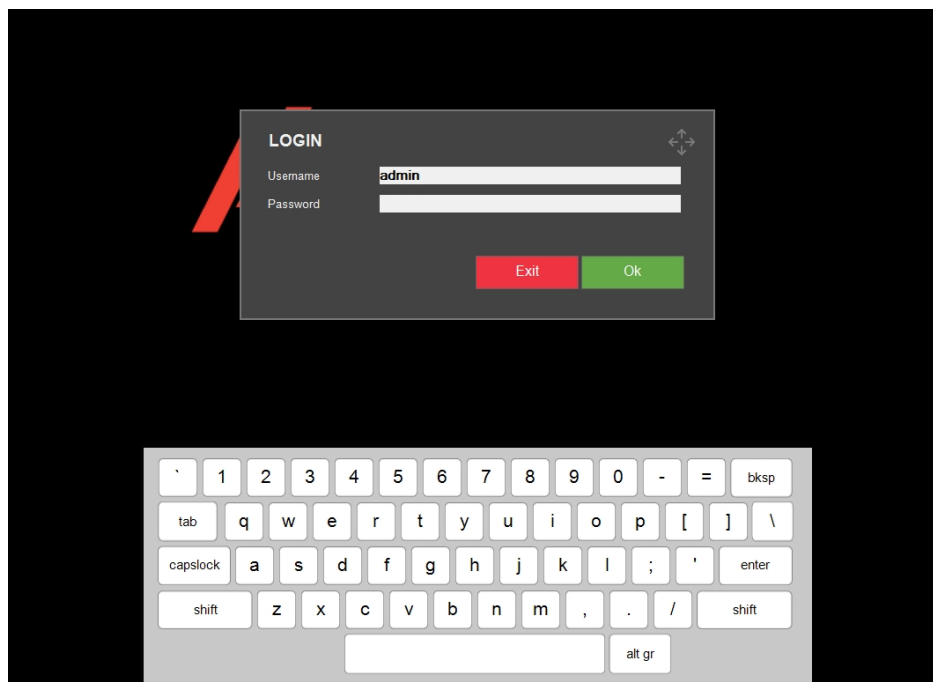 LOGIN
Username admin
Password
Exit Ok
` 1 2 3 4 5 6 7 8 9 0 - = bksp
tab q w e r t y u i o p [ ] \
capslock a s d f g h j k l ; ' enter
shift z x c v b n m , . / shift
alt gr